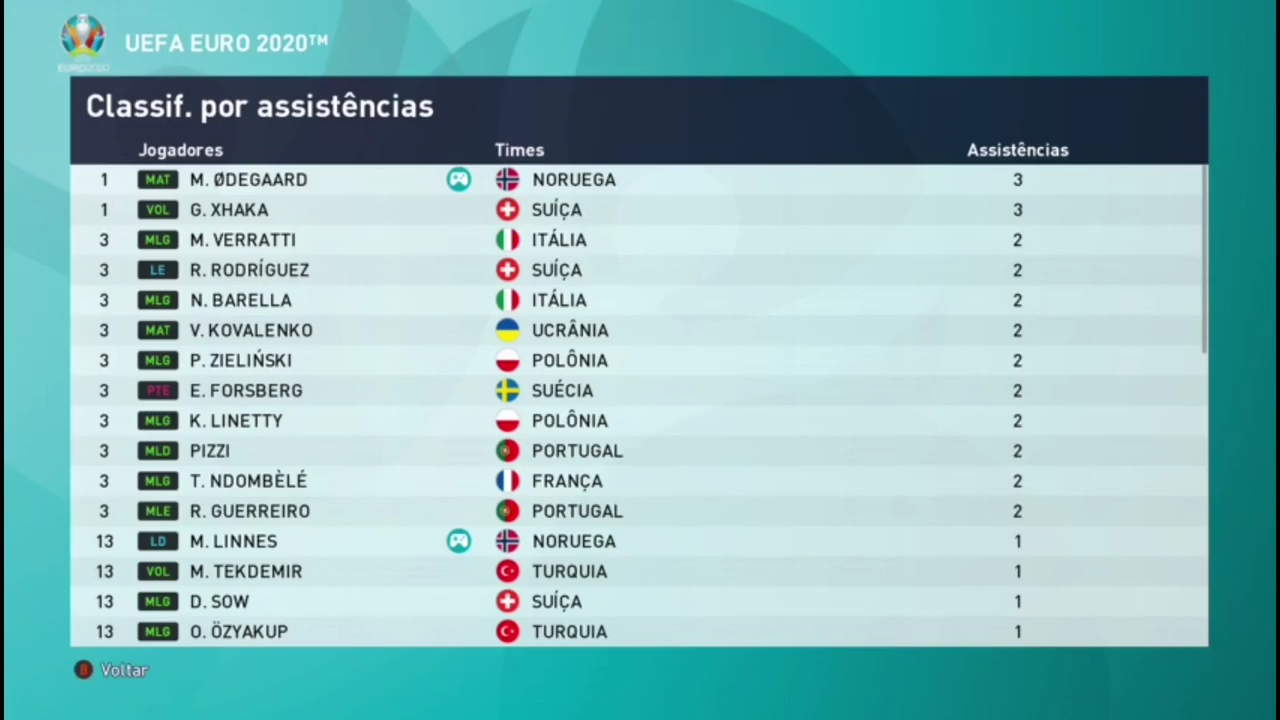 UEFA EURO 2020™
EURO2020
Classif. por assistências
Jogadores Times Assistências
1 MAT M. ØDEGAARD NORUEGA 3
1 VOL G. XHAKA SUÍÇA 3
3 MLG M. VERRATTI ITÁLIA 2
3 LE R. RODRÍGUEZ SUÍÇA 2
3 MLG N. BARELLA ITÁLIA 2
3 MAT V. KOVALENKO UCRÂNIA 2
3 MLG P. ZIELIŃSKI POLÔNIA 2
3 PTE E. FORSBERG SUÉCIA 2
3 MLG K. LINETTY POLÔNIA 2
3 MLD PIZZI PORTUGAL 2
3 MLG T. NDOMBÈLÉ FRANÇA 2
3 MLE R. GUERREIRO PORTUGAL 2
13 LD M. LINNES NORUEGA 1
13 VOL M. TEKDEMIR TURQUIA 1
13 MLG D. SOW SUÍÇA 1
13 MLG O. ÖZYAKUP TURQUIA 1
B Voltar